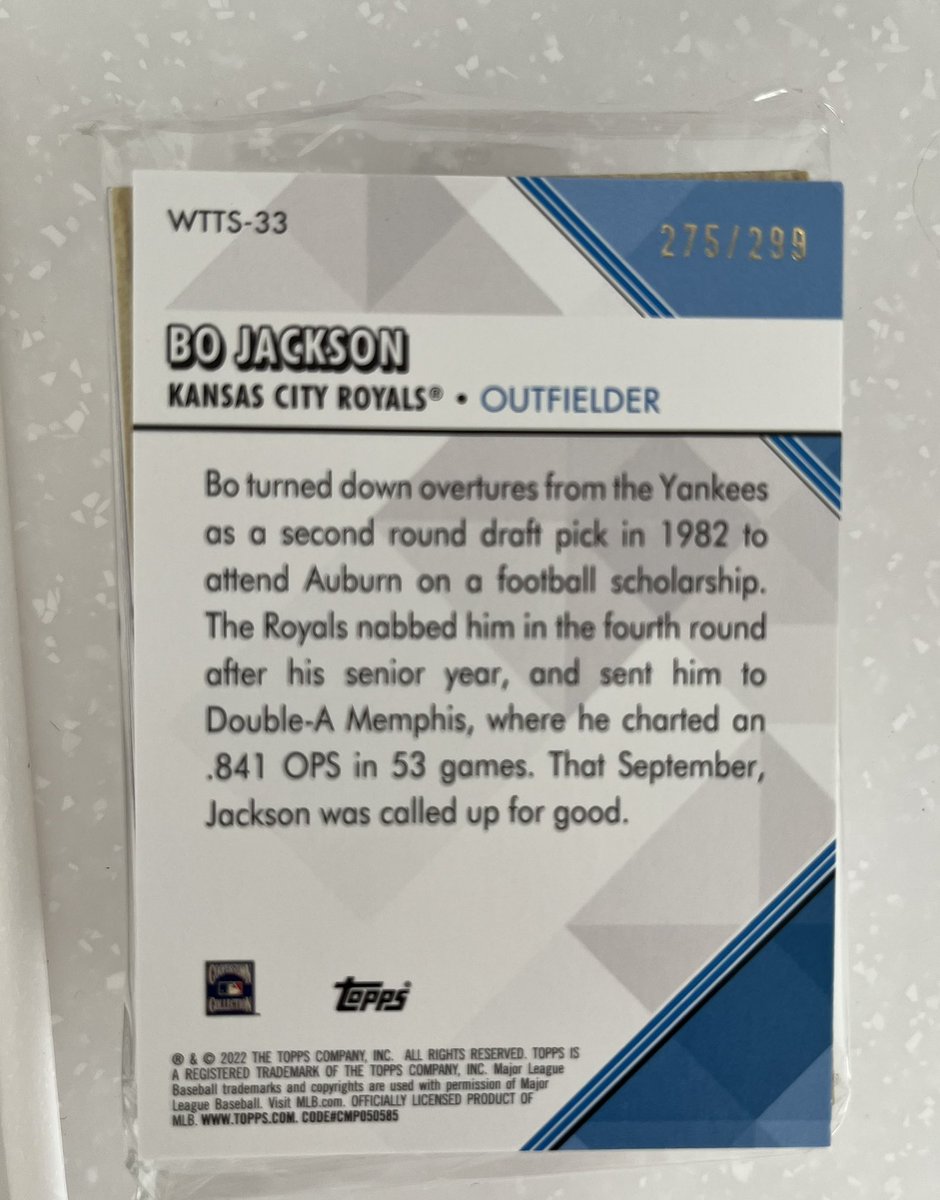 WTTS-33
275/299
BO JACKSON
KANSAS CITY ROYALS® • OUTFIELDER
Bo turned down overtures from the Yankees
as a second round draft pick in 1982 to
attend Auburn on a football scholarship.
The Royals nabbed him in the fourth round
after his senior year, and sent him to
Double-A Memphis, where he charted an
.841 OPS in 53 games. That September,
Jackson was called up for good.
COOPERSTOWN
COLLECTION
Topps
® & © 2022 THE TOPPS COMPANY, INC. ALL RIGHTS RESERVED. TOPPS IS
A REGISTERED TRADEMARK OF THE TOPPS COMPANY, INC. Major League
Baseball trademarks and copyrights are used with permission of Major
League Baseball. Visit MLB.com. OFFICIALLY LICENSED PRODUCT OF
MLB. WWW.TOPPS.COM. CODE#CMP050585